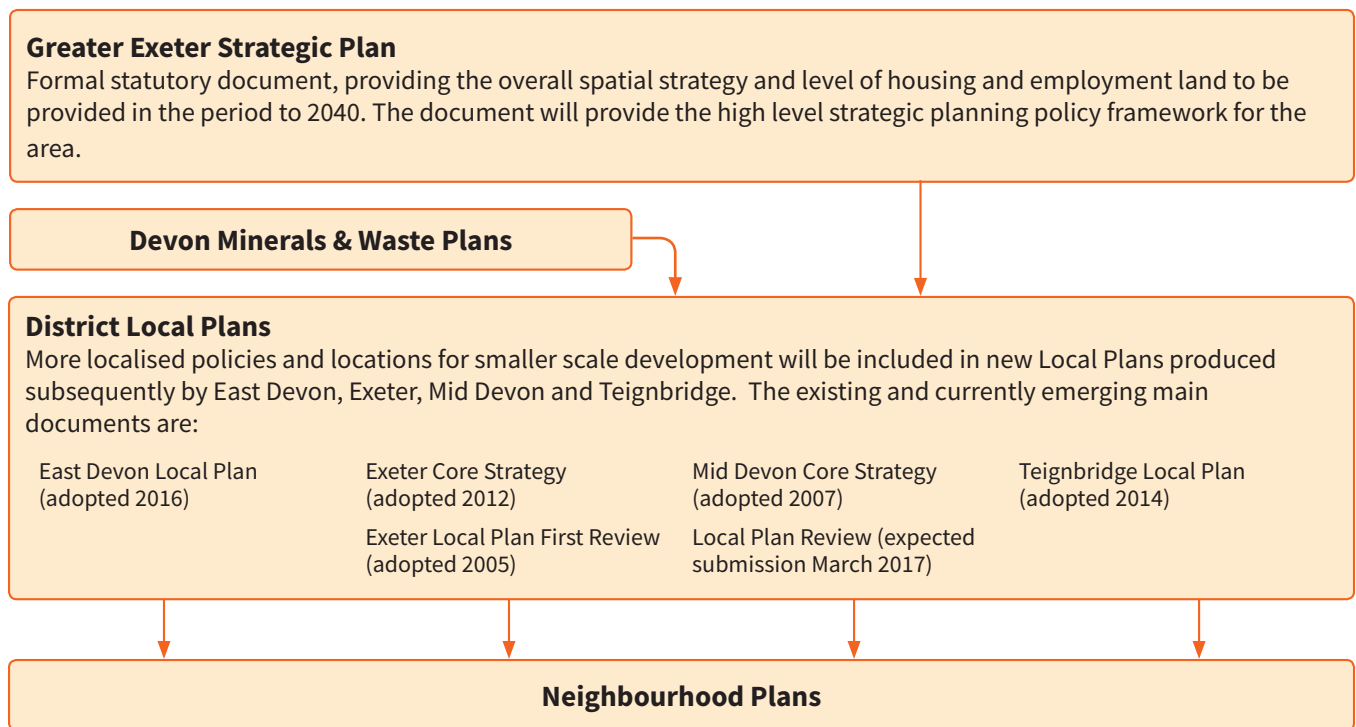 Greater Exeter Strategic Plan
Formal statutory document, providing the overall spatial strategy and level of housing and employment land to be
provided in the period to 2040. The document will provide the high level strategic planning policy framework for the
area.
Devon Minerals & Waste Plans
District Local Plans
More localised policies and locations for smaller scale development will be included in new Local Plans produced
subsequently by East Devon, Exeter, Mid Devon and Teignbridge.  The existing and currently emerging main
documents are:
East Devon Local Plan
(adopted 2016)
Exeter Core Strategy
(adopted 2012)
Exeter Local Plan First Review
(adopted 2005)
Mid Devon Core Strategy
(adopted 2007)
Local Plan Review (expected
submission March 2017)
Teignbridge Local Plan
(adopted 2014)
Neighbourhood Plans